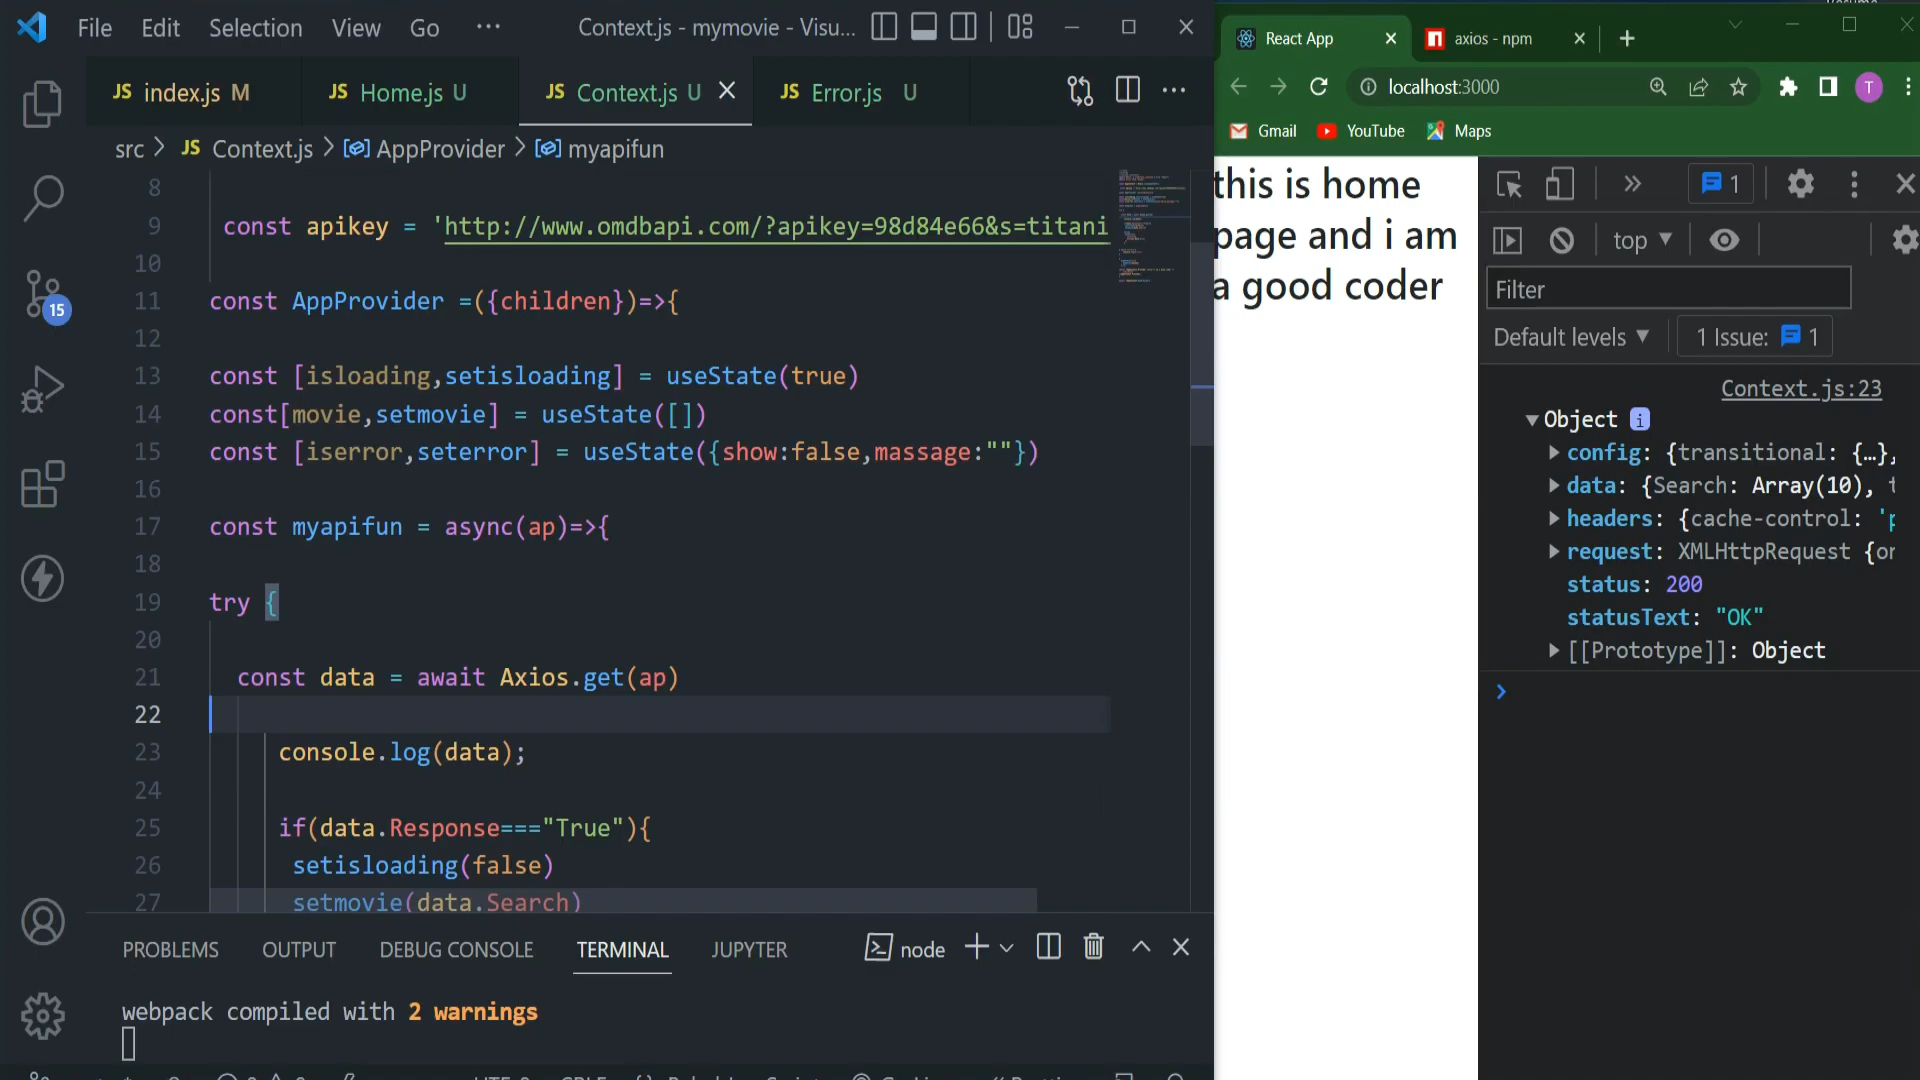 File Edit Selection View Go ··· Context.js - mymovie - Visu...
JS index.js M JS Home.js U JS Context.js U JS Error.js U
src > JS Context.js > AppProvider > myapifun
8
9 const apikey = 'http://www.omdbapi.com/?apikey=98d84e66&s=titani
10
11 const AppProvider =({children})=>{
12
13 const [isloading,setisloading] = useState(true)
14 const[movie,setmovie] = useState([])
15 const [iserror,seterror] = useState({show:false,massage:""})
16
17 const myapifun = async(ap)=>{
18
19 try {
20
21 const data = await Axios.get(ap)
22
23 console.log(data);
24
25 if(data.Response==="True"){
26 setisloading(false)
27 setmovie(data.Search)
15
PROBLEMS OUTPUT DEBUG CONSOLE TERMINAL JUPYTER node
webpack compiled with 2 warnings
React App axios - npm
localhost:3000 T
Gmail YouTube Maps
this is home
page and i am
a good coder
1
top
Filter
Default levels 1 Issue: 1
Context.js:23
Object i
config: {transitional: {…},
data: {Search: Array(10), t
headers: {cache-control: 'p
request: XMLHttpRequest {or
status: 200
statusText: "OK"
[[Prototype]]: Object